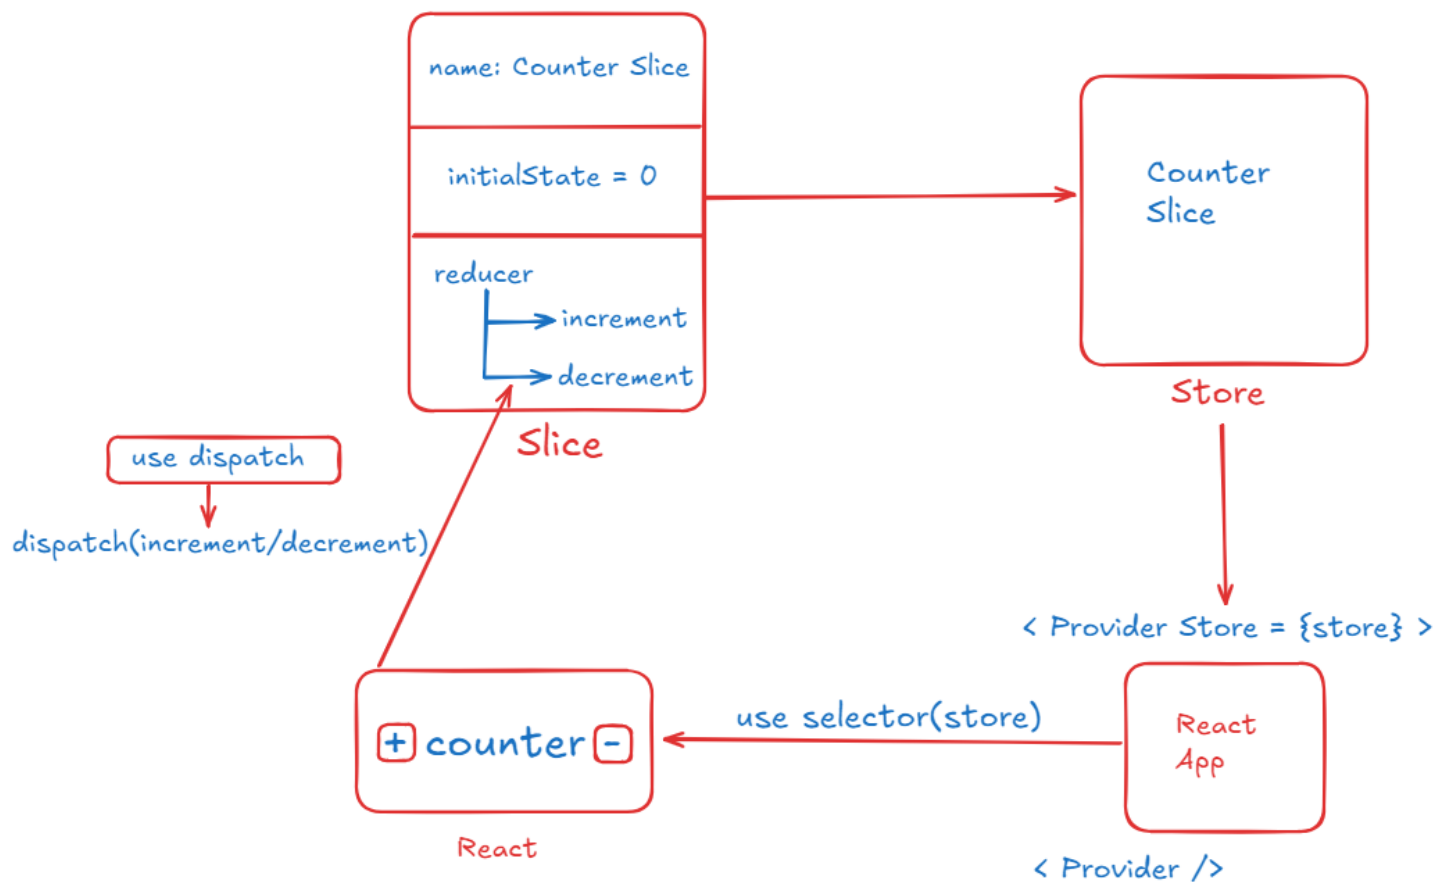 name: Counter Slice
initialState = 0
reducer
increment
decrement
Slice
Counter
Slice
Store
use dispatch
dispatch(increment/decrement)
< Provider Store = {store} >
React
App
< Provider />
use selector(store)
+ counter -
React